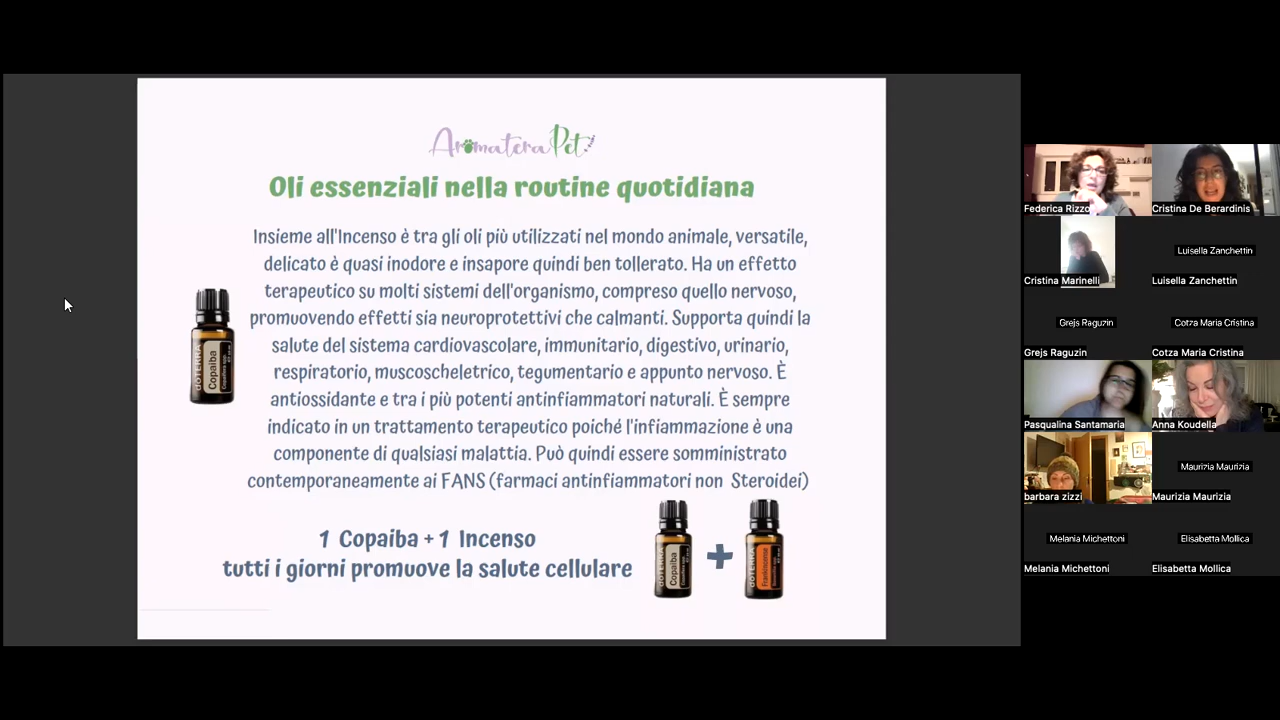 AromateraPet
Oli essenziali nella routine quotidiana
Insieme all'Incenso è tra gli oli più utilizzati nel mondo animale, versatile,
delicato è quasi inodore e insapore quindi ben tollerato. Ha un effetto
terapeutico su molti sistemi dell'organismo, compreso quello nervoso,
promuovendo effetti sia neuroprotettivi che calmanti. Supporta quindi la
salute del sistema cardiovascolare, immunitario, digestivo, urinario,
respiratorio, muscoscheletrico, tegumentario e appunto nervoso. È
antiossidante e tra i più potenti antinfiammatori naturali. È sempre
indicato in un trattamento terapeutico poiché l'infiammazione è una
componente di qualsiasi malattia. Può quindi essere somministrato
contemporaneamente ai FANS (farmaci antinfiammatori non Steroidei)
dōTERRA
Copaiba
1 Copaiba + 1 Incenso
tutti i giorni promuove la salute cellulare
dōTERRA
Copaiba
+
dōTERRA
Frankincense
Federica Rizzo
Cristina De Berardinis
Cristina Marinelli
Luisella Zanchettin
Luisella Zanchettin
Grejs Raguzin
Grejs Raguzin
Cotza Maria Cristina
Cotza Maria Cristina
Pasqualina Santamaria
Anna Koudella
barbara zizzi
Maurizia Maurizia
Maurizia Maurizia
Melania Michettoni
Melania Michettoni
Elisabetta Mollica
Elisabetta Mollica